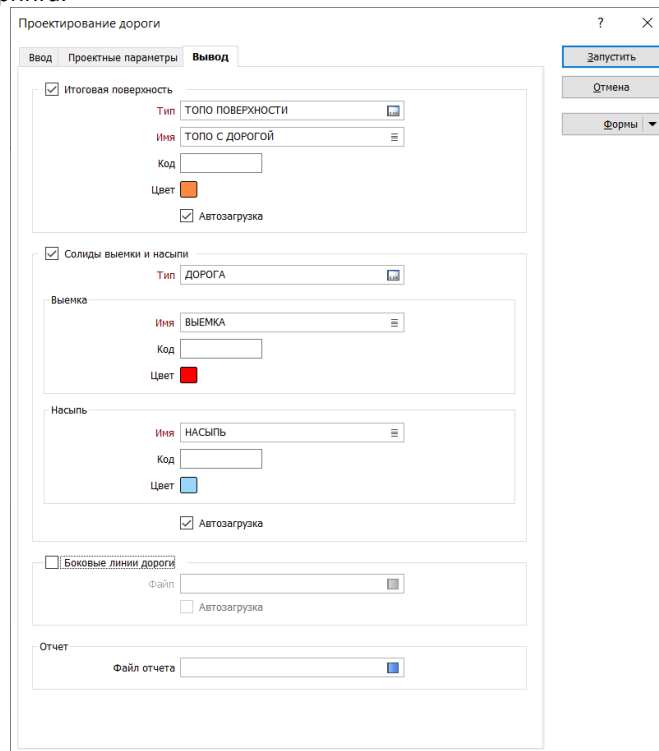 Проектирование дороги ? ×
Ввод Проектные параметры Вывод
Запустить
Отмена
Формы
Итоговая поверхность
Тип ТОПО ПОВЕРХНОСТИ
Имя ТОПО С ДОРОГОЙ
Код
Цвет
Автозагрузка
Солиды выемки и насыпи
Тип ДОРОГА
Выемка
Имя ВЫЕМКА
Код
Цвет
Насыпь
Имя НАСЫПЬ
Код
Цвет
Автозагрузка
Боковые линии дороги
Файл
Автозагрузка
Отчет
Файл отчета